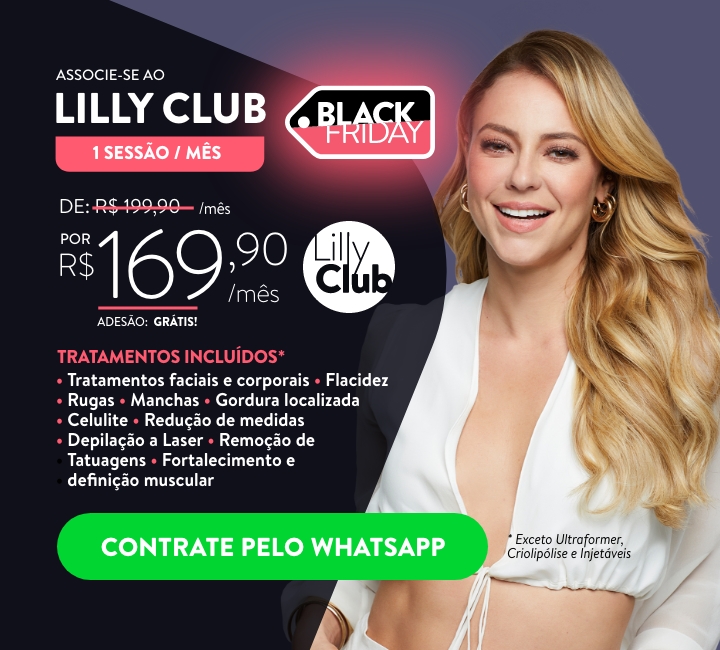 ASSOCIE-SE AO
LILLY CLUB
1 SESSÃO / MÊS
BLACK
FRIDAY
DE: R$ 199,90 /mês
POR
R$ 169,90
/mês
Lilly
Club
ADESÃO: GRÁTIS!
TRATAMENTOS INCLUÍDOS*
• Tratamentos faciais e corporais • Flacidez
• Rugas • Manchas • Gordura localizada
• Celulite • Redução de medidas
• Depilação a Laser • Remoção de
• Tatuagens • Fortalecimento e
• definição muscular
CONTRATE PELO WHATSAPP
* Exceto Ultraformer,
Criolipólise e Injetáveis